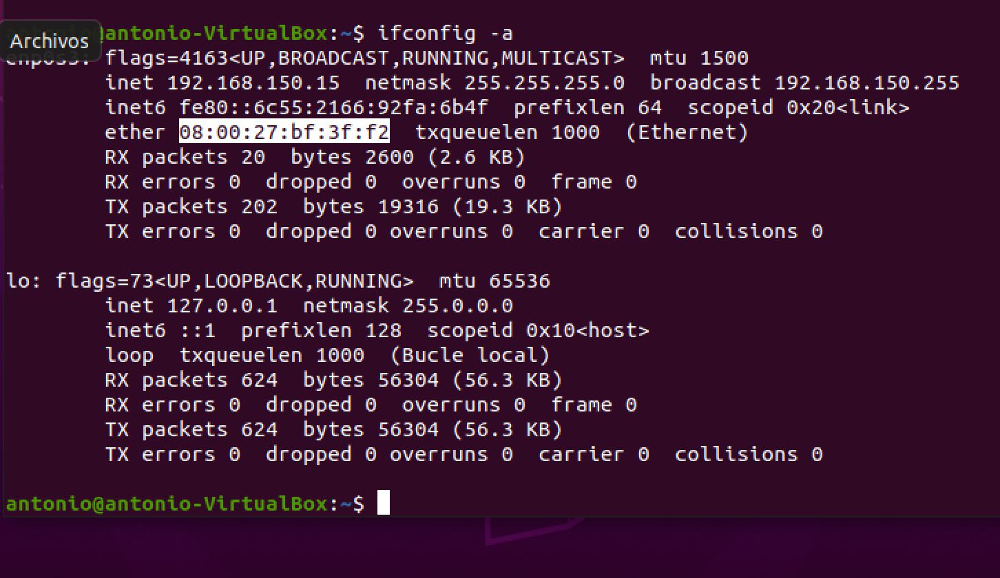 antonio@antonio-VirtualBox:~$ ifconfig -a
Archivos
enp0s3: flags=4163<UP,BROADCAST,RUNNING,MULTICAST>  mtu 1500
        inet 192.168.150.15  netmask 255.255.255.0  broadcast 192.168.150.255
        inet6 fe80::6c55:2166:92fa:6b4f  prefixlen 64  scopeid 0x20<link>
        ether 08:00:27:bf:3f:f2  txqueuelen 1000  (Ethernet)
        RX packets 20  bytes 2600 (2.6 KB)
        RX errors 0  dropped 0  overruns 0  frame 0
        TX packets 202  bytes 19316 (19.3 KB)
        TX errors 0  dropped 0 overruns 0  carrier 0  collisions 0

lo: flags=73<UP,LOOPBACK,RUNNING>  mtu 65536
        inet 127.0.0.1  netmask 255.0.0.0
        inet6 ::1  prefixlen 128  scopeid 0x10<host>
        loop  txqueuelen 1000  (Bucle local)
        RX packets 624  bytes 56304 (56.3 KB)
        RX errors 0  dropped 0  overruns 0  frame 0
        TX packets 624  bytes 56304 (56.3 KB)
        TX errors 0  dropped 0 overruns 0  carrier 0  collisions 0

antonio@antonio-VirtualBox:~$